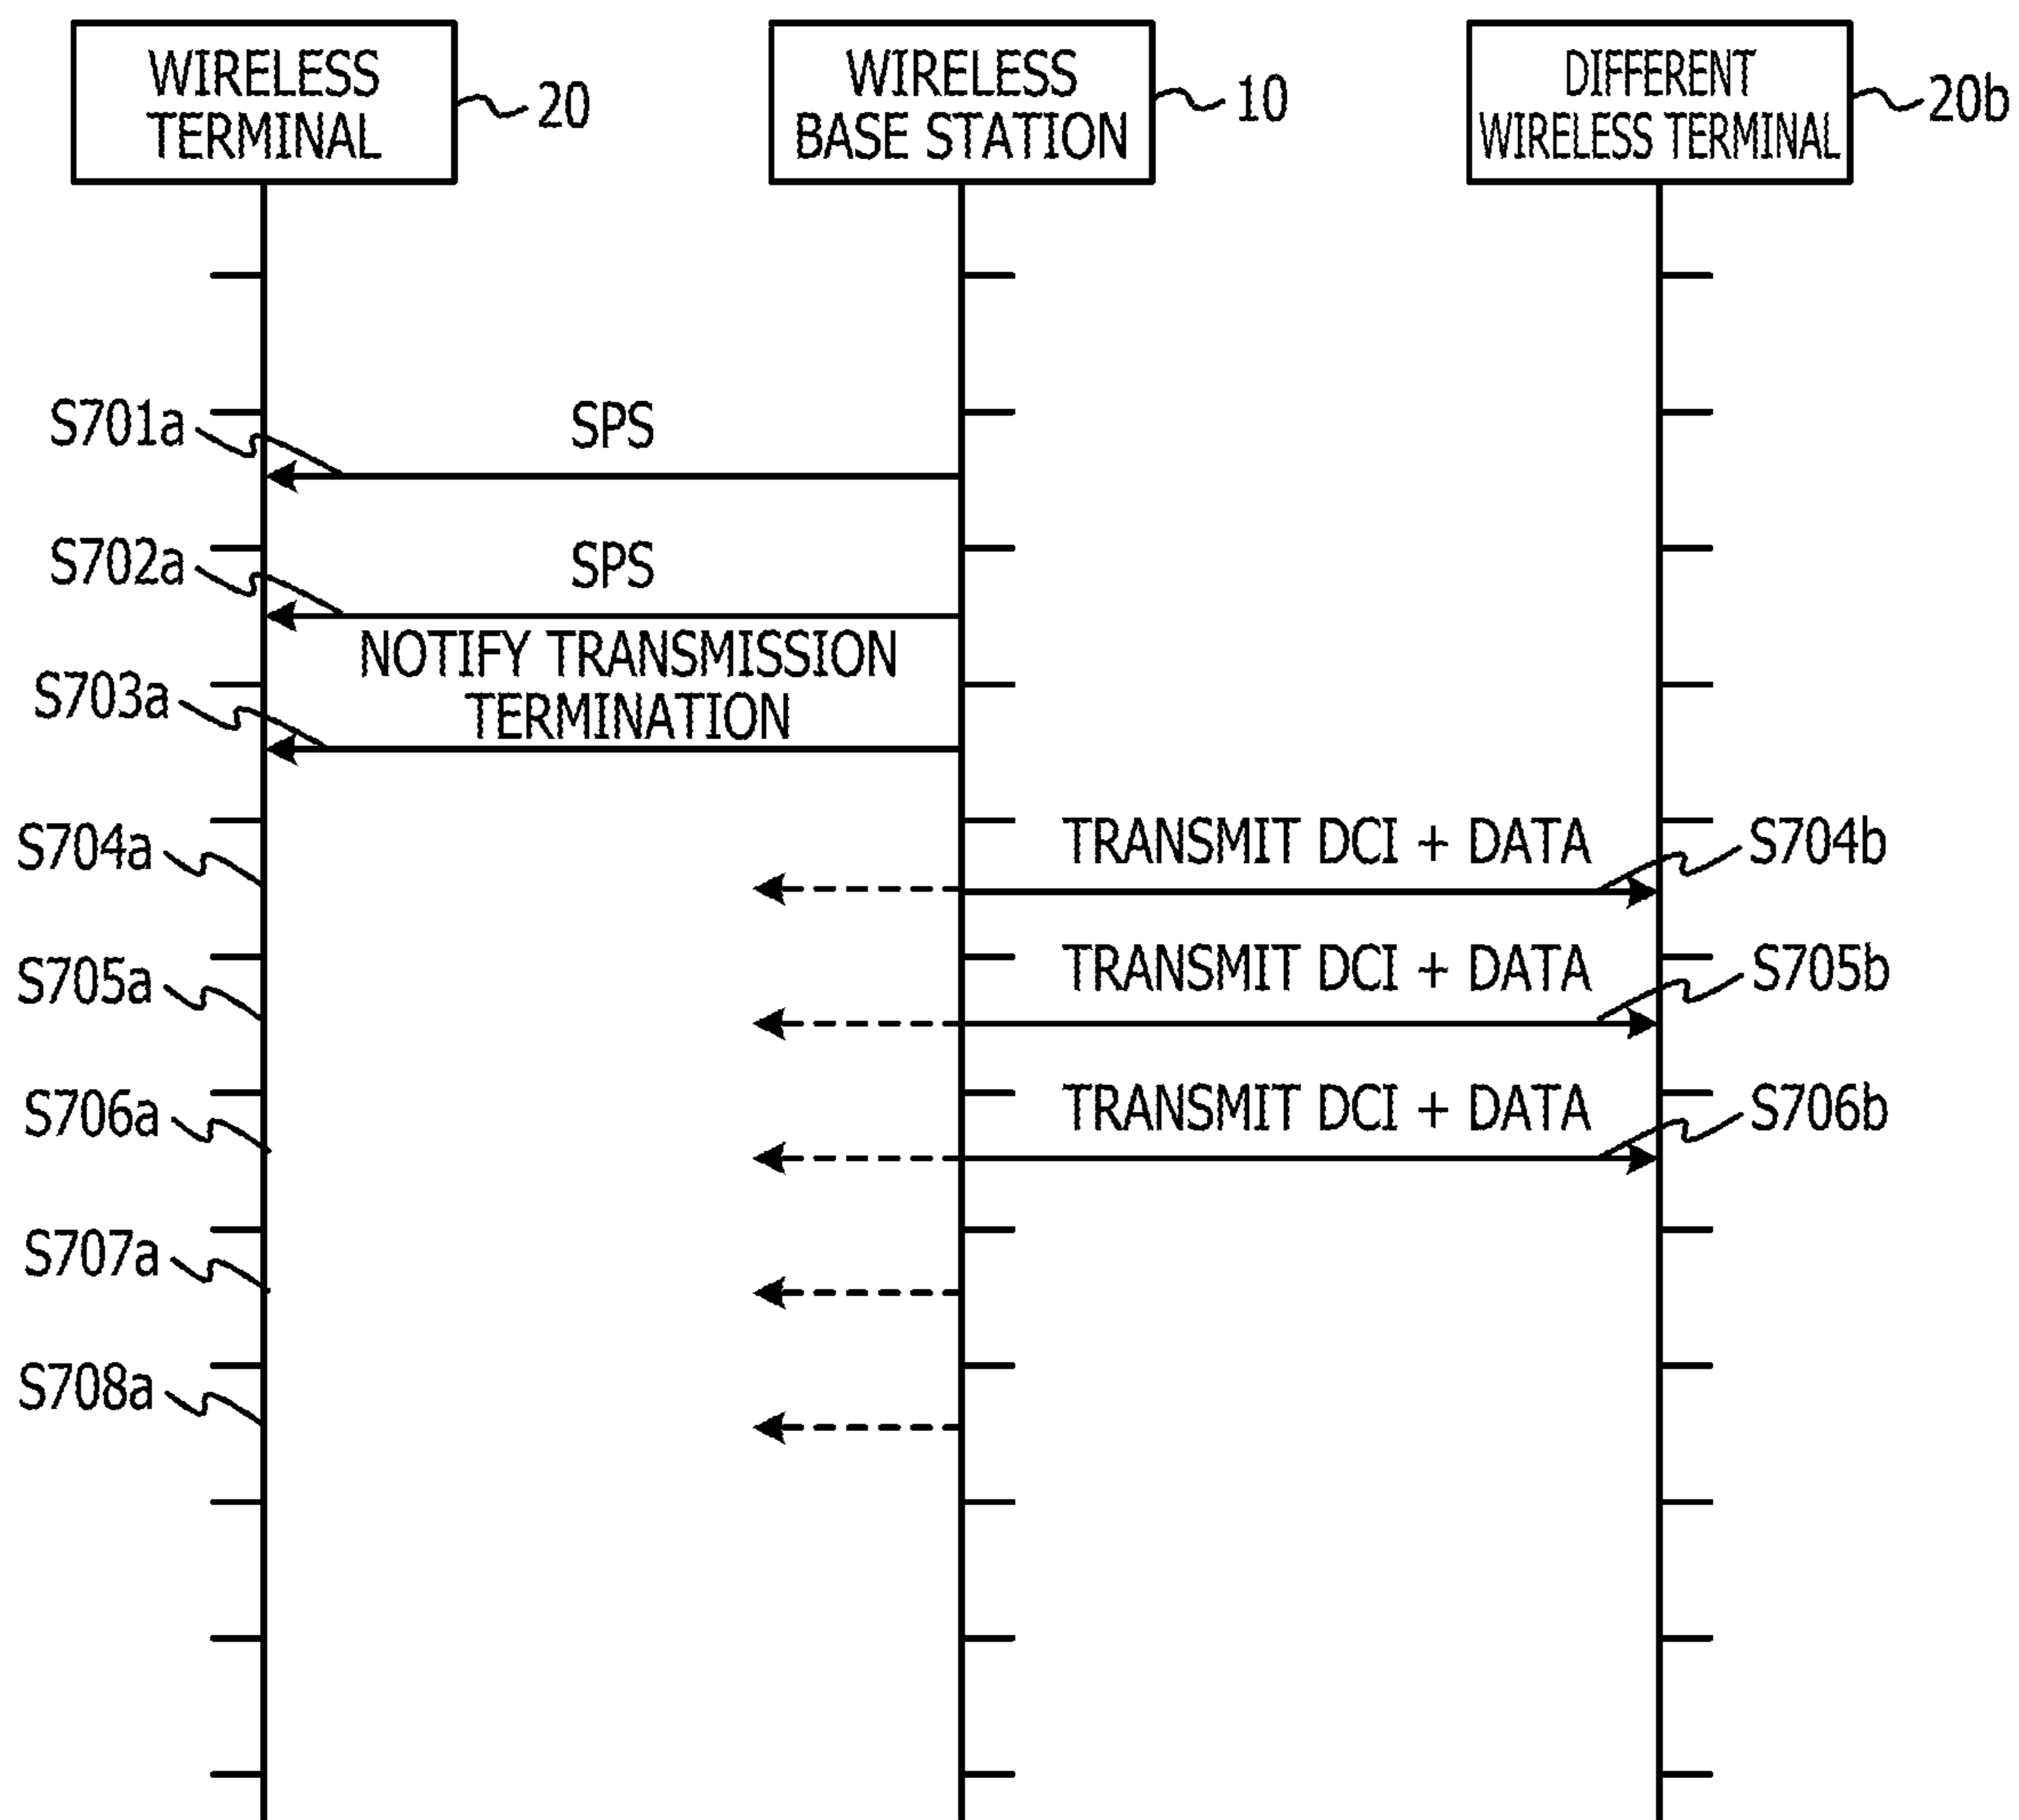 WIRELESS
TERMINAL
20
WIRELESS
BASE STATION
10
DIFFERENT
WIRELESS TERMINAL
20b
S701a
SPS
S702a
SPS
S703a
NOTIFY TRANSMISSION
TERMINATION
S704a
TRANSMIT DCI + DATA
S704b
S705a
TRANSMIT DCI + DATA
S705b
S706a
TRANSMIT DCI + DATA
S706b
S707a
S708a